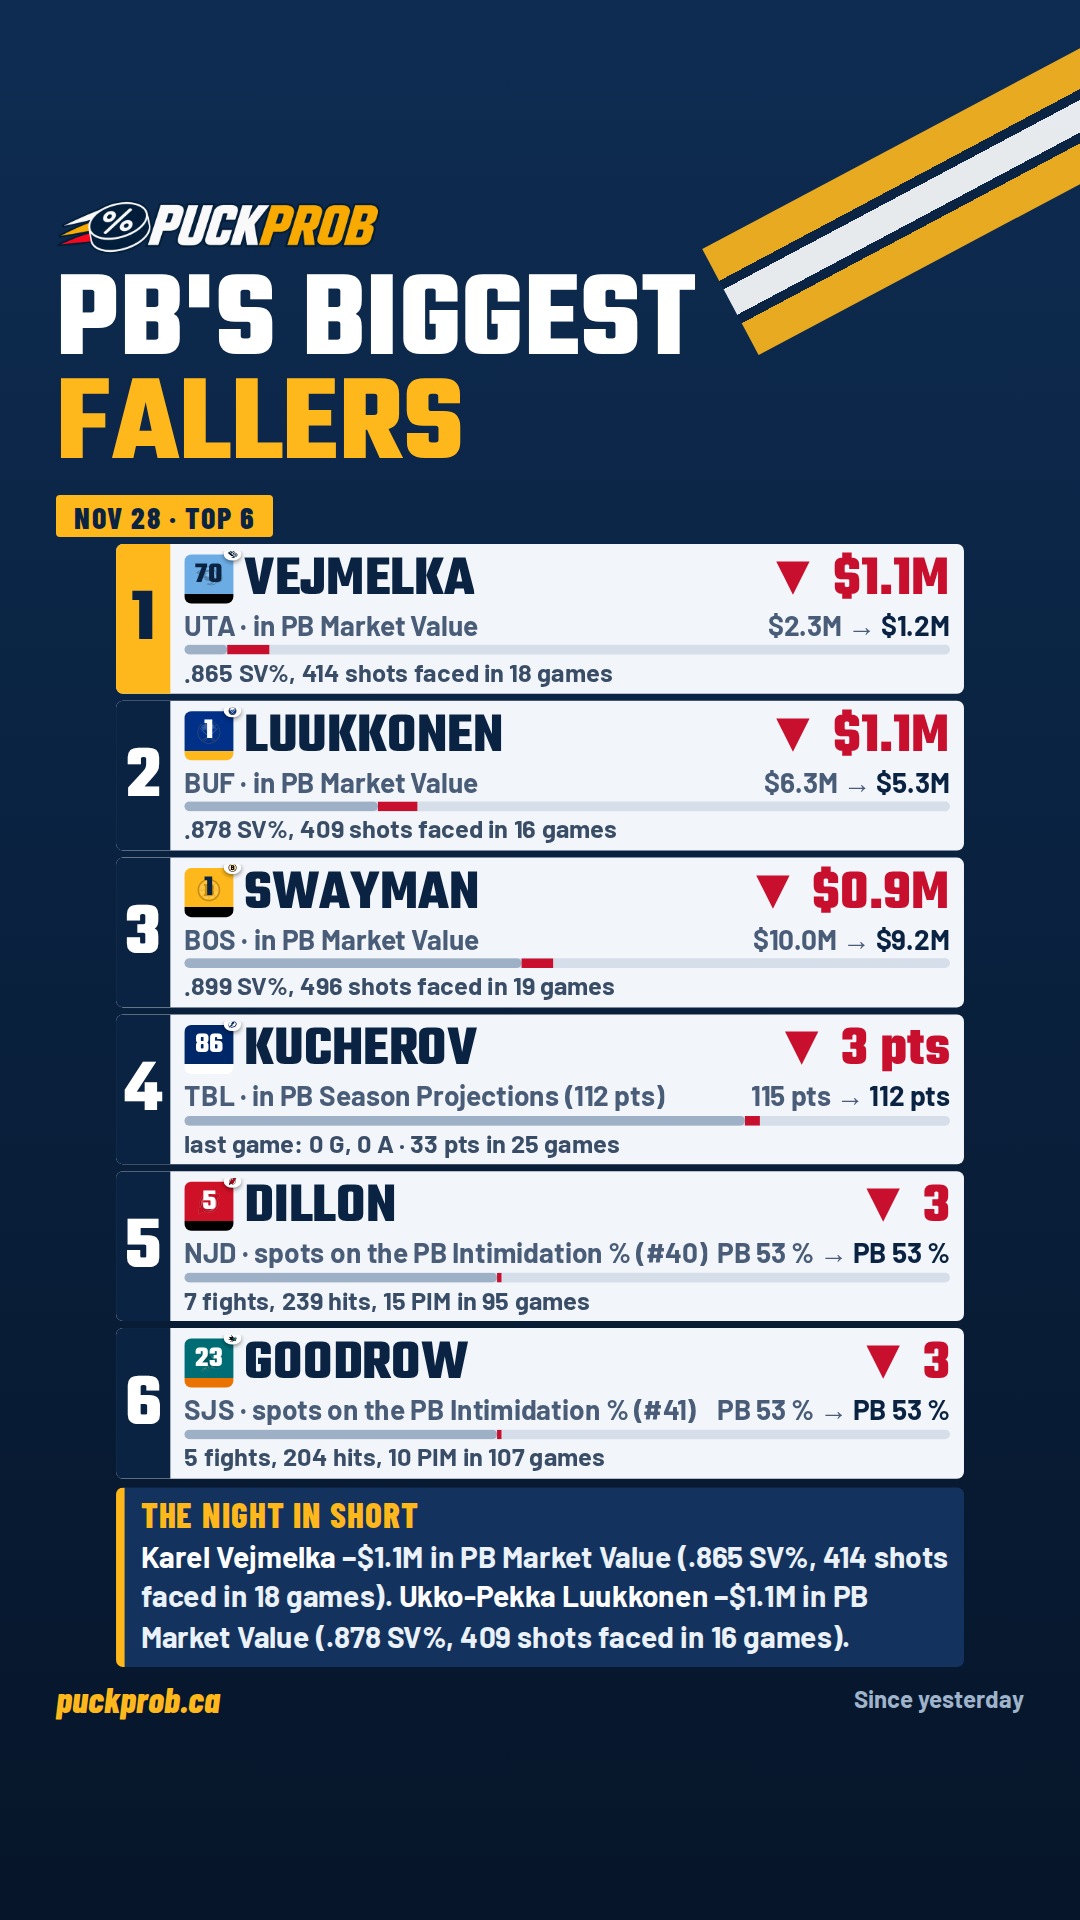 % PUCKPROB
PB'S BIGGEST
FALLERS
NOV 28 · TOP 6
1
70
VEJMELKA
▼ $1.1M
UTA · in PB Market Value
$2.3M → $1.2M
.865 SV%, 414 shots faced in 18 games
2
1
LUUKKONEN
▼ $1.1M
BUF · in PB Market Value
$6.3M → $5.3M
.878 SV%, 409 shots faced in 16 games
3
1
SWAYMAN
▼ $0.9M
BOS · in PB Market Value
$10.0M → $9.2M
.899 SV%, 496 shots faced in 19 games
4
86
KUCHEROV
▼ 3 pts
TBL · in PB Season Projections (112 pts)
115 pts → 112 pts
last game: 0 G, 0 A · 33 pts in 25 games
5
5
DILLON
▼ 3
NJD · spots on the PB Intimidation % (#40)
PB 53 % → PB 53 %
7 fights, 239 hits, 15 PIM in 95 games
6
23
GOODROW
▼ 3
SJS · spots on the PB Intimidation % (#41)
PB 53 % → PB 53 %
5 fights, 204 hits, 10 PIM in 107 games
THE NIGHT IN SHORT
Karel Vejmelka –$1.1M in PB Market Value (.865 SV%, 414 shots
faced in 18 games). Ukko-Pekka Luukkonen –$1.1M in PB
Market Value (.878 SV%, 409 shots faced in 16 games).
puckprob.ca
Since yesterday